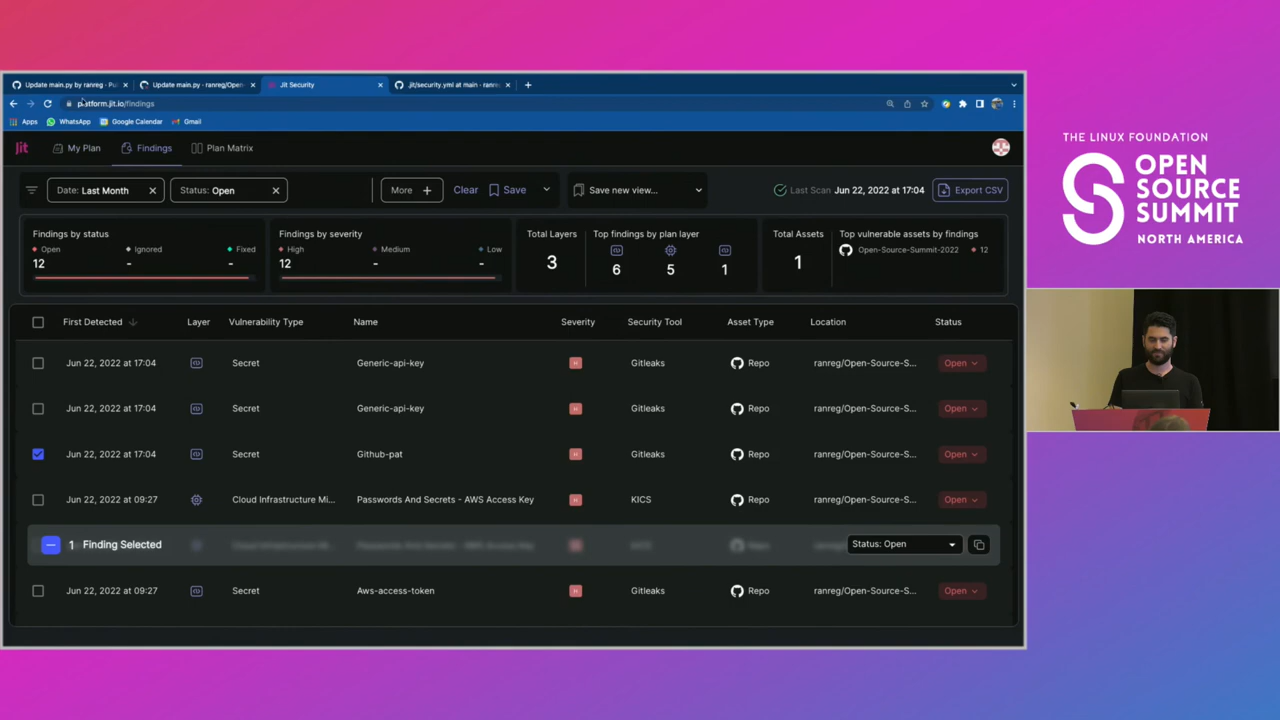 Update main.py by ranreg · Pu
Update main.py - ranreg/Open
Jit Security
.jit/security.yml at main · ranre
platform.jit.io/findings
Apps
WhatsApp
Google Calendar
Gmail
Jit
My Plan
Findings
Plan Matrix
Date: Last Month
Status: Open
More +
Clear
Save
Save new view...
Last Scan Jun 22, 2022 at 17:04
Export CSV
Findings by status
Open
Ignored
Fixed
12
-
-
Findings by severity
High
Medium
Low
12
-
-
Total Layers
3
Top findings by plan layer
6
5
1
Total Assets
1
Top vulnerable assets by findings
Open-Source-Summit-2022
12
First Detected
Layer
Vulnerability Type
Name
Severity
Security Tool
Asset Type
Location
Status
Jun 22, 2022 at 17:04
Secret
Generic-api-key
H
Gitleaks
Repo
ranreg/Open-Source-S...
Open
Jun 22, 2022 at 17:04
Secret
Generic-api-key
H
Gitleaks
Repo
ranreg/Open-Source-S...
Open
Jun 22, 2022 at 17:04
Secret
Github-pat
H
Gitleaks
Repo
ranreg/Open-Source-S...
Open
Jun 22, 2022 at 09:27
Cloud Infrastructure Mi...
Passwords And Secrets - AWS Access Key
H
KICS
Repo
ranreg/Open-Source-S...
Open
1 Finding Selected
Status: Open
Jun 22, 2022 at 09:27
Secret
Aws-access-token
H
Gitleaks
Repo
ranreg/Open-Source-S...
Open
THE LINUX FOUNDATION
OPEN
SOURCE
SUMMIT
NORTH AMERICA